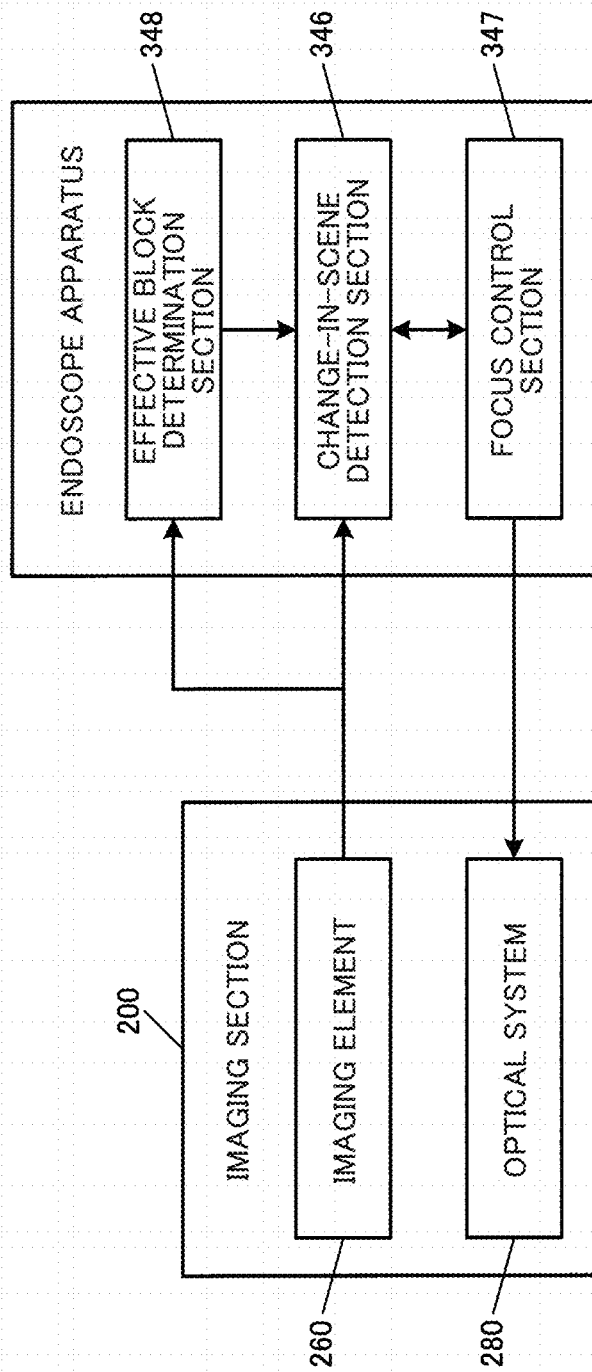 200
IMAGING SECTION
260
IMAGING ELEMENT
280
OPTICAL SYSTEM
ENDOSCOPE APPARATUS
EFFECTIVE BLOCK
DETERMINATION
SECTION
348
CHANGE-IN-SCENE
DETECTION SECTION
346
FOCUS CONTROL
SECTION
347